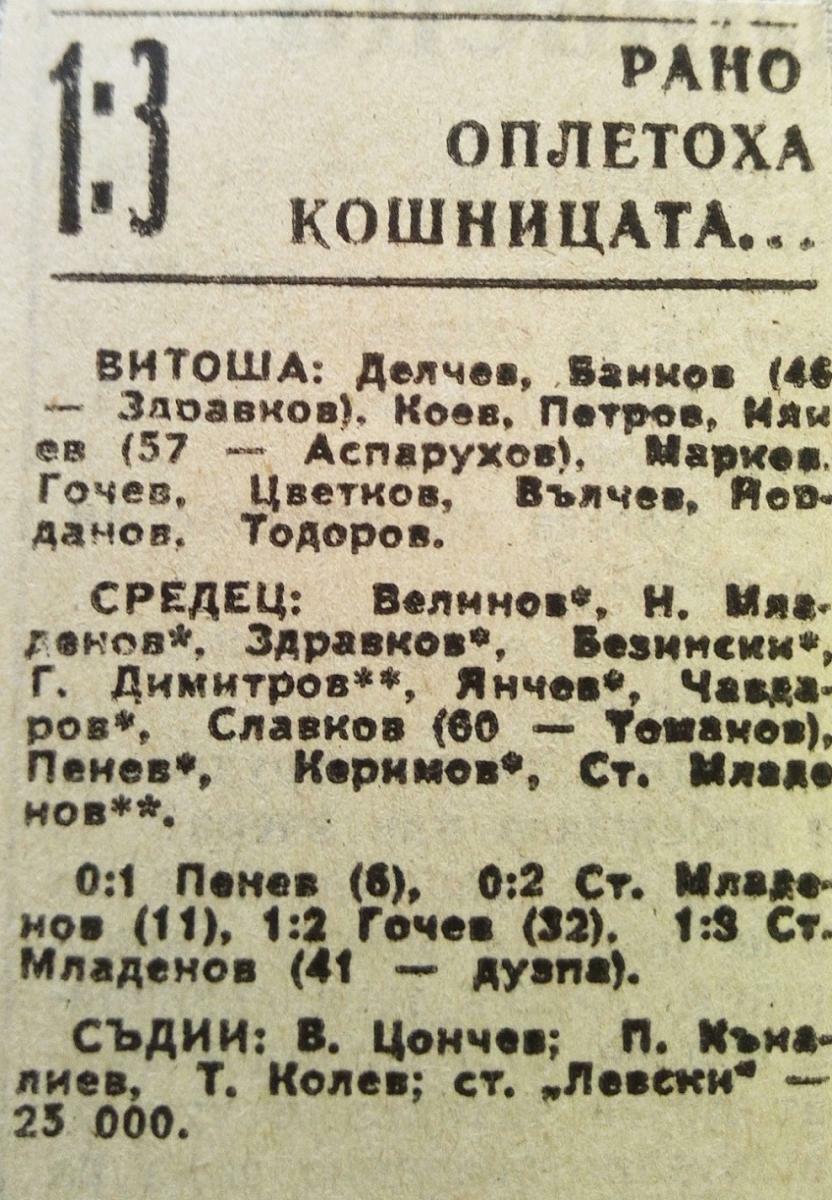 1:3
РАНО
ОПЛЕТОХА
КОШНИЦАТА...
ВИТОША: Делчев, Банков (46
— Здравков), Коев, Петров, Или
ев (57 — Аспарухов), Марков,
Гочев, Цветков, Вълчев, Йор-
данов, Тодоров.
СРЕДЕЦ: Велинов*, Н. Мла-
денов*, Здравков*, Безински*,
Г. Димитров**, Янчев*, Чавда-
ров*, Славков (60 — Тошанов),
Пенев*, Керимов*, Ст. Младе
нов**.
0:1 Пенев (6), 0:2 Ст. Младе-
нов (11), 1:2 Гочев (32), 1:3 Ст.
Младенов (41 — дузпа).
СЪДИИ: В. Цончев; П. Къна-
лиев, Т. Колев; ст. „Левски“ —
25 000.